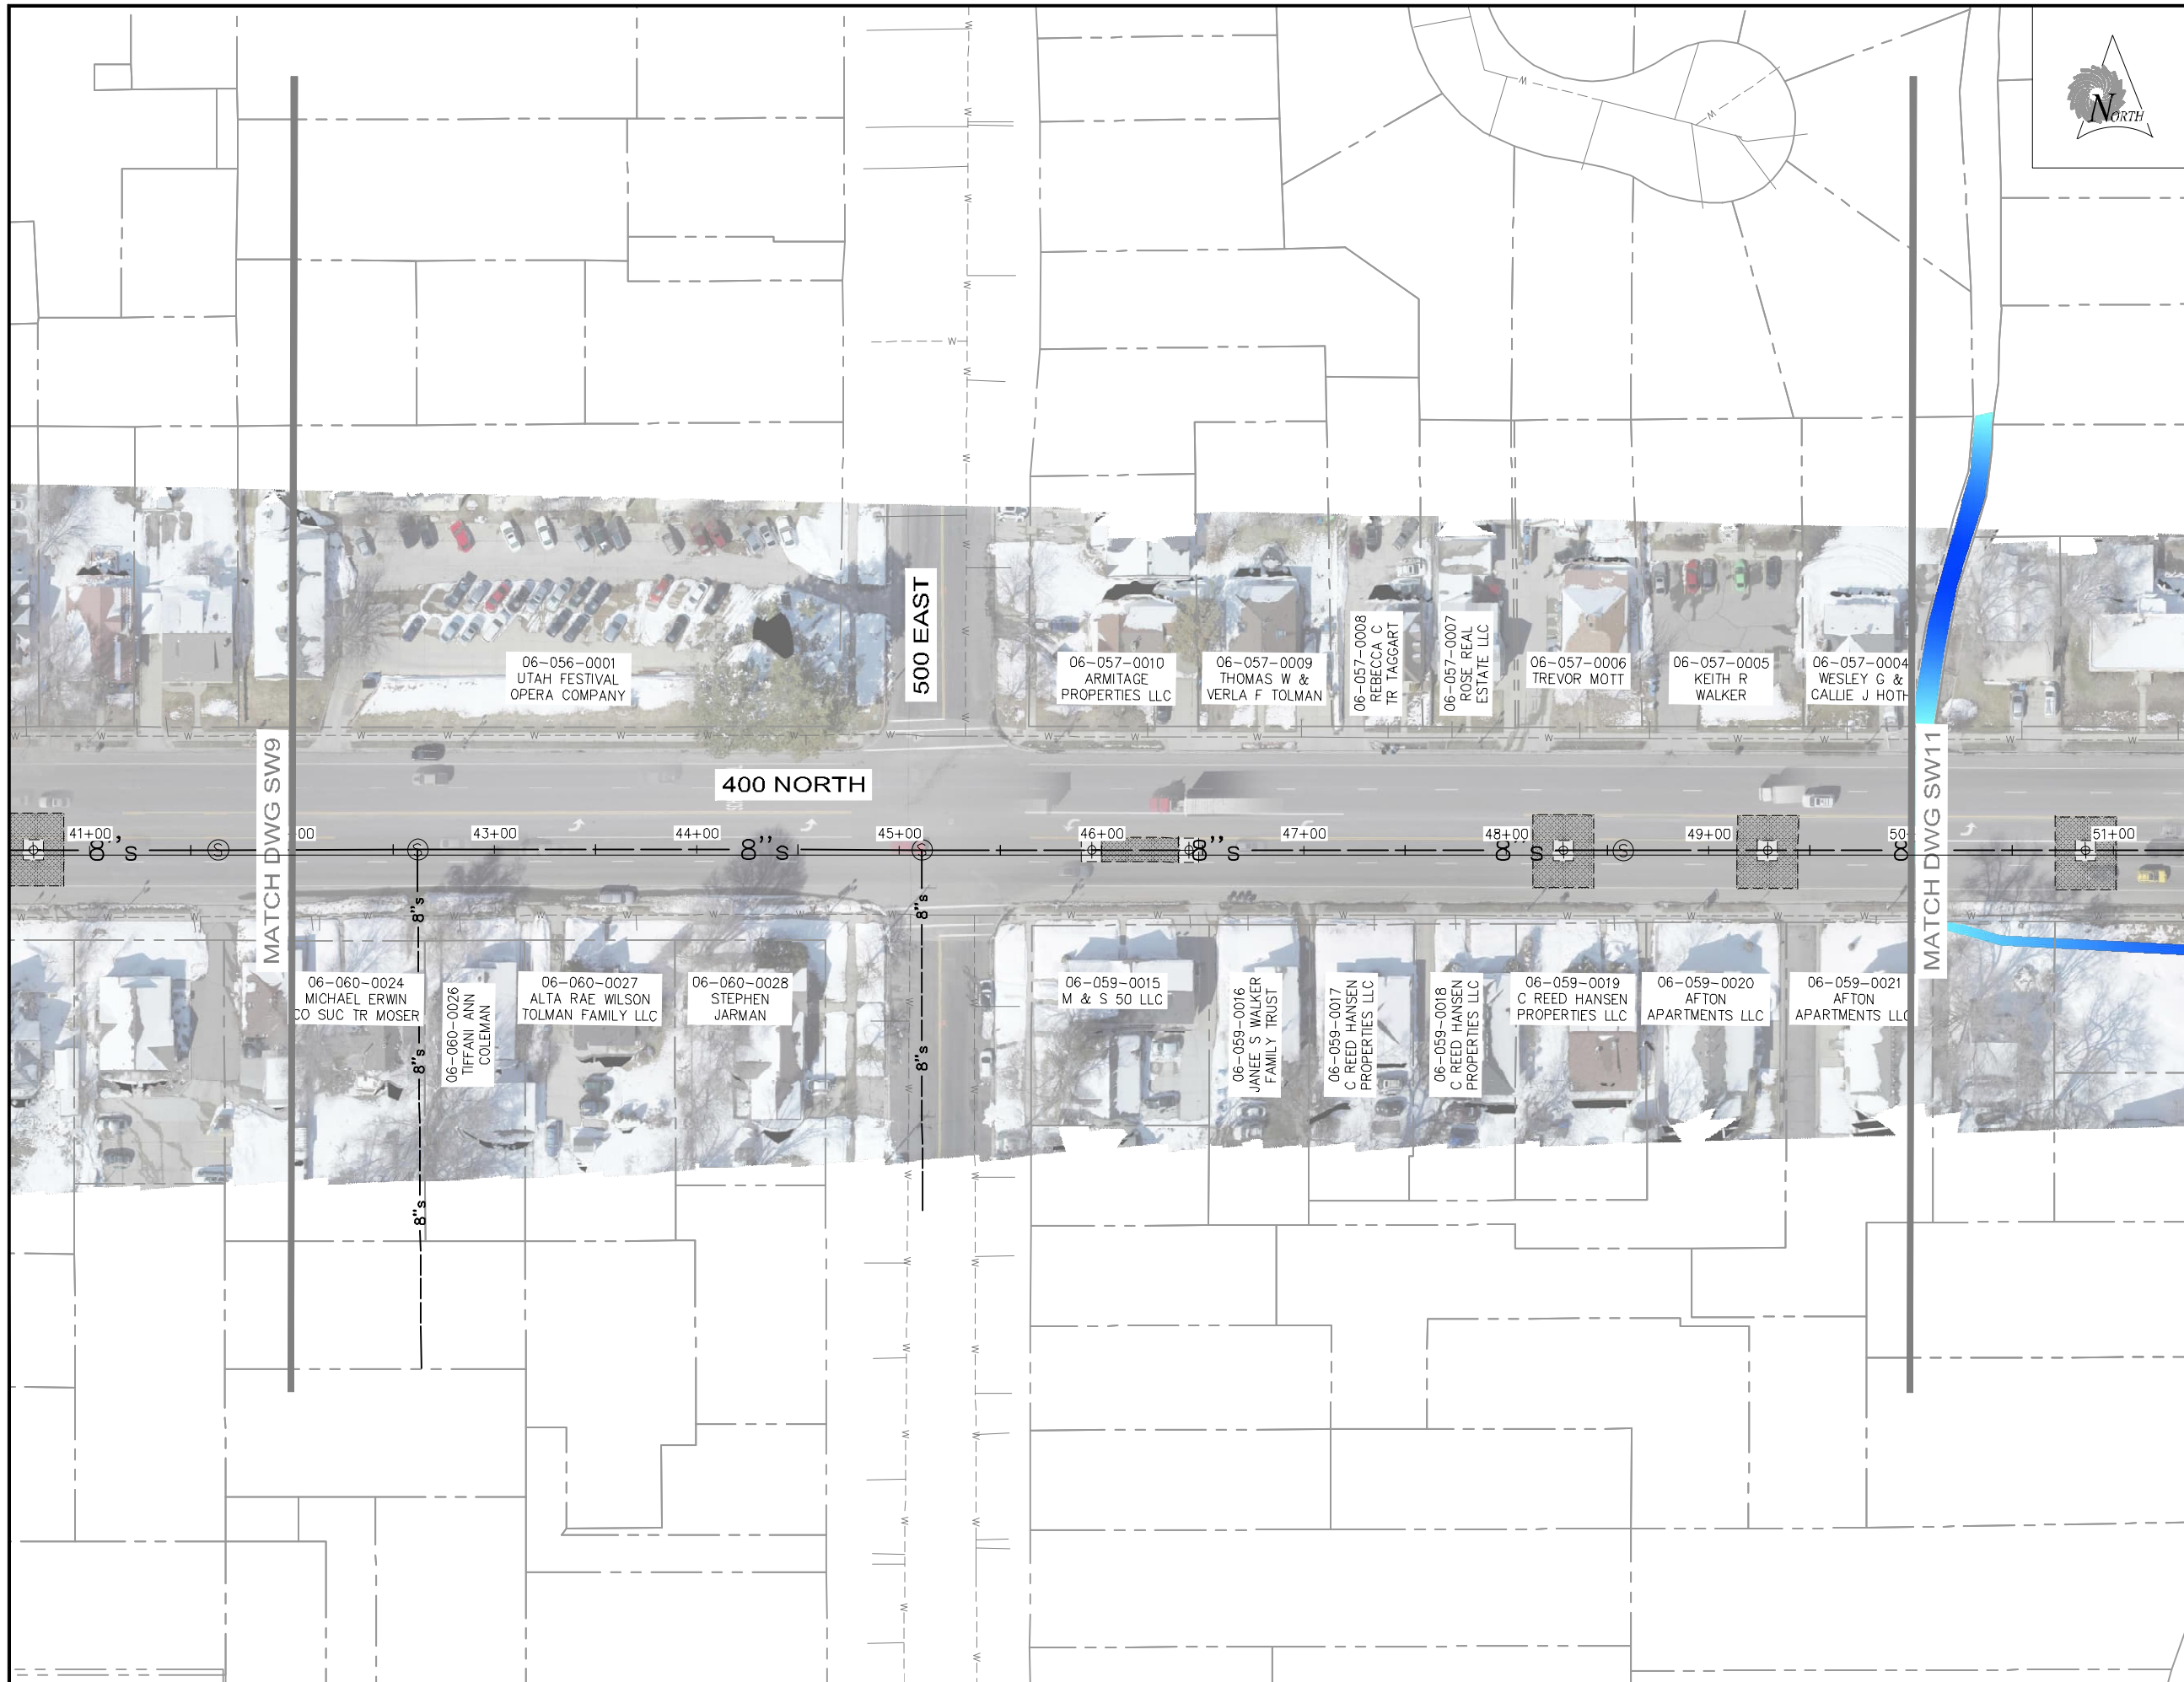 NORTH
500 EAST
06-056-0001
UTAH FESTIVAL
OPERA COMPANY
06-057-0010
ARMITAGE
PROPERTIES LLC
06-057-0009
THOMAS W &
VERLA F TOLMAN
06-057-0008
REBECCA C
TR TAGGART
06-057-0007
ROSE REAL
ESTATE LLC
06-057-0006
TREVOR MOTT
06-057-0005
KEITH R
WALKER
06-057-0004
WESLEY G &
CALLIE J HOTH
MATCH DWG SW9
400 NORTH
MATCH DWG SW11
41+00
00
43+00
44+00
45+00
46+00
47+00
48+00
49+00
50
51+00
8"s
8"s
8"s
8"s
8
8"s
8"s
8"s
8"s
8"s
06-060-0024
MICHAEL ERWIN
CO SUC TR MOSER
06-060-0026
TIFFANI ANN
COLEMAN
06-060-0027
ALTA RAE WILSON
TOLMAN FAMILY LLC
06-060-0028
STEPHEN
JARMAN
06-059-0015
M & S 50 LLC
06-059-0016
JANEE S WALKER
FAMILY TRUST
06-059-0017
C REED HANSEN
PROPERTIES LLC
06-059-0018
C REED HANSEN
PROPERTIES LLC
06-059-0019
C REED HANSEN
PROPERTIES LLC
06-059-0020
AFTON
APARTMENTS LLC
06-059-0021
AFTON
APARTMENTS LLC